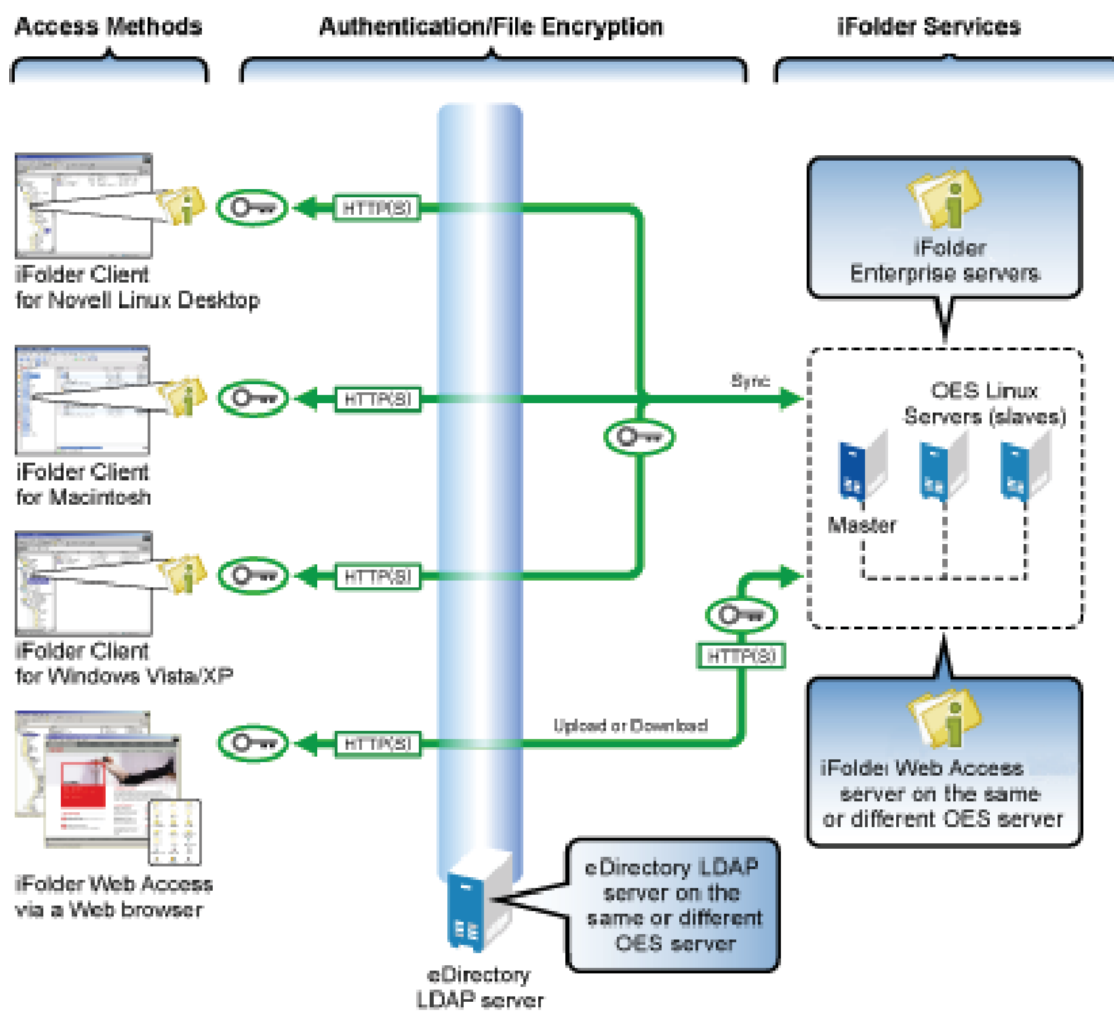 Access Methods
Authentication/File Encryption
iFolder Services
HTTP(S)
iFolder Client
for Novell Linux Desktop
iFolder
Enterprise servers
HTTP(S)
Sync
iFolder Client
for Macintosh
OES Linux
Servers (slaves)
Master
HTTP(S)
iFolder Client
for Windows Vista/XP
HTTP(S)
Upload or Download
HTTP(S)
iFolder Web Access
server on the same
or different OES server
iFolder Web Access
via a Web browser
eDirectory LDAP
server on the
same or different
OES server
eDirectory
LDAP server